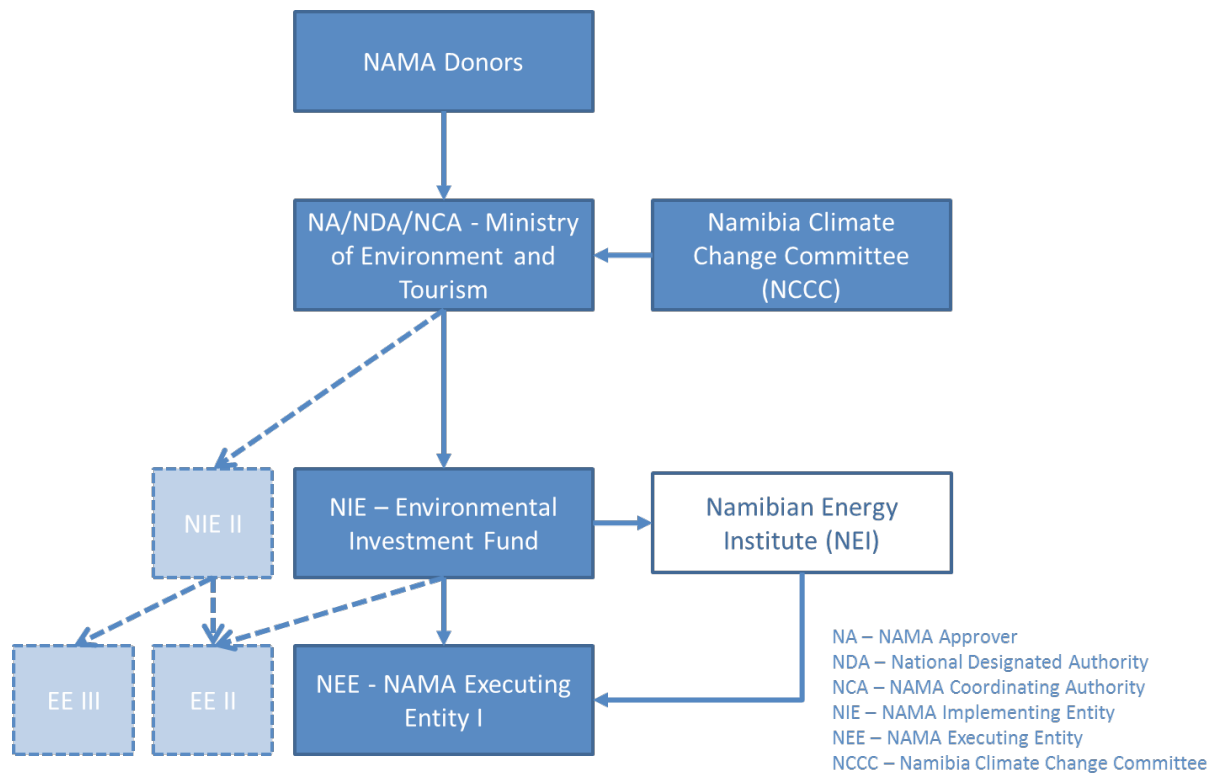 NAMA Donors
NA/NDA/NCA - Ministry
of Environment and
Tourism
Namibia Climate
Change Committee
(NCCC)
NIE II
NIE – Environmental
Investment Fund
Namibian Energy
Institute (NEI)
EE III
EE II
NEE - NAMA Executing
Entity I
NA – NAMA Approver
NDA – National Designated Authority
NCA – NAMA Coordinating Authority
NIE – NAMA Implementing Entity
NEE – NAMA Executing Entity
NCCC – Namibia Climate Change Committee